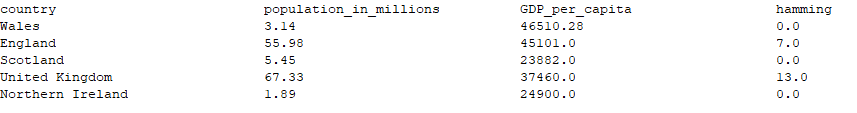 country population_in_millions GDP_per_capita hamming
Wales 3.14 46510.28 0.0
England 55.98 45101.0 7.0
Scotland 5.45 23882.0 0.0
United Kingdom 67.33 37460.0 13.0
Northern Ireland 1.89 24900.0 0.0